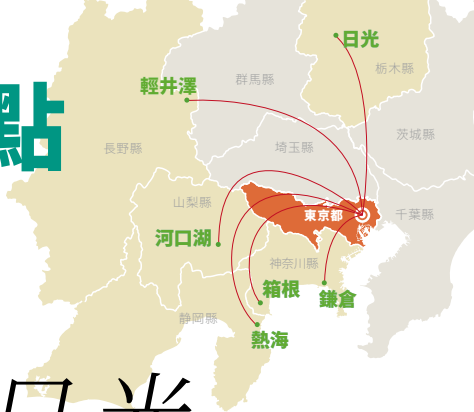 日光
栃木縣
群馬縣
輕井澤
點
茨城縣
長野縣
埼玉縣
山梨縣
東京都
千葉縣
河口湖
神奈川縣
箱根
鎌倉
靜岡縣
熱海
日光